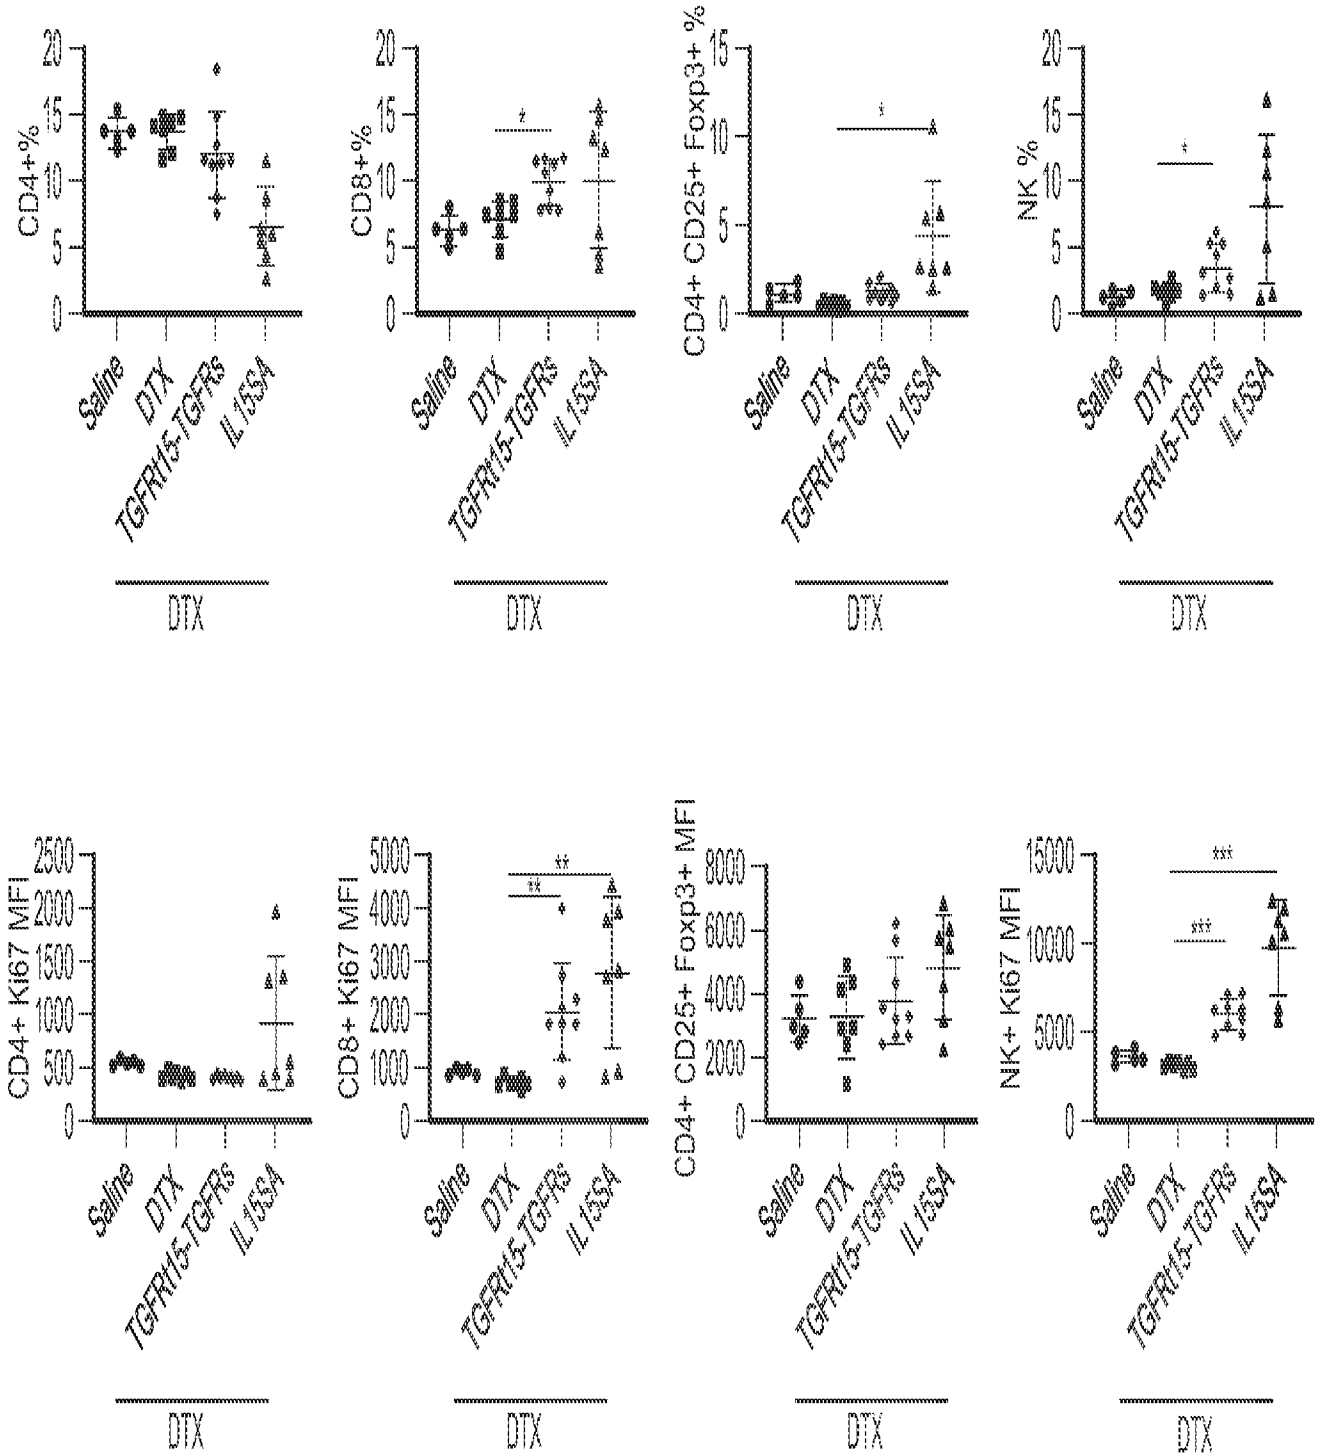 CD4+%
20
15
10
5
0
Saline
DTX
TGFRt15-TGFRs
IL15SA
DTX
CD8+%
20
15
10
5
0
*
Saline
DTX
TGFRt15-TGFRs
IL15SA
DTX
CD4+ CD25+ Foxp3+ %
15
10
5
0
*
Saline
DTX
TGFRt15-TGFRs
IL15SA
DTX
NK %
20
15
10
5
0
*
Saline
DTX
TGFRt15-TGFRs
IL15SA
DTX
CD4+ Ki67 MFI
2500
2000
1500
1000
500
0
Saline
DTX
TGFRt15-TGFRs
IL15SA
DTX
CD8+ Ki67 MFI
5000
4000
3000
2000
1000
0
**
**
Saline
DTX
TGFRt15-TGFRs
IL15SA
DTX
CD4+ CD25+ Foxp3+ MFI
8000
6000
4000
2000
0
Saline
DTX
TGFRt15-TGFRs
IL15SA
DTX
NK+ Ki67 MFI
15000
10000
5000
0
***
***
Saline
DTX
TGFRt15-TGFRs
IL15SA
DTX